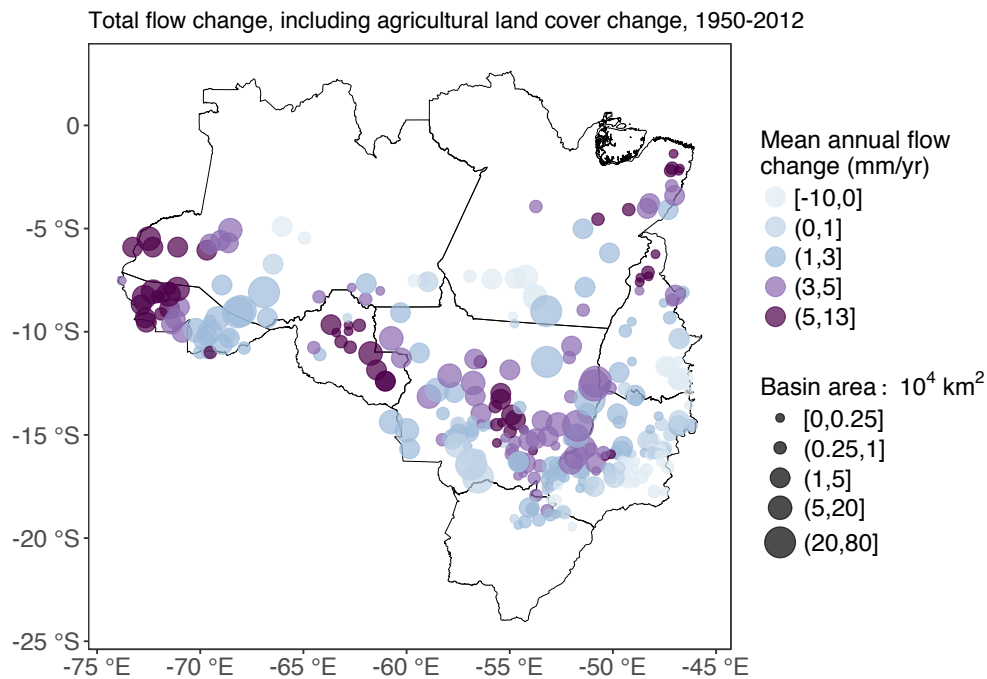 Total flow change, including agricultural land cover change, 1950-2012
0
-5 °S
-10 °S
-15 °S
-20 °S
-25 °S
-75 °E -70 °E -65 °E -60 °E -55 °E -50 °E -45 °E
Mean annual flow
change (mm/yr)
[-10,0]
(0,1]
(1,3]
(3,5]
(5,13]
Basin area : 10⁴ km²
[0,0.25]
(0.25,1]
(1,5]
(5,20]
(20,80]